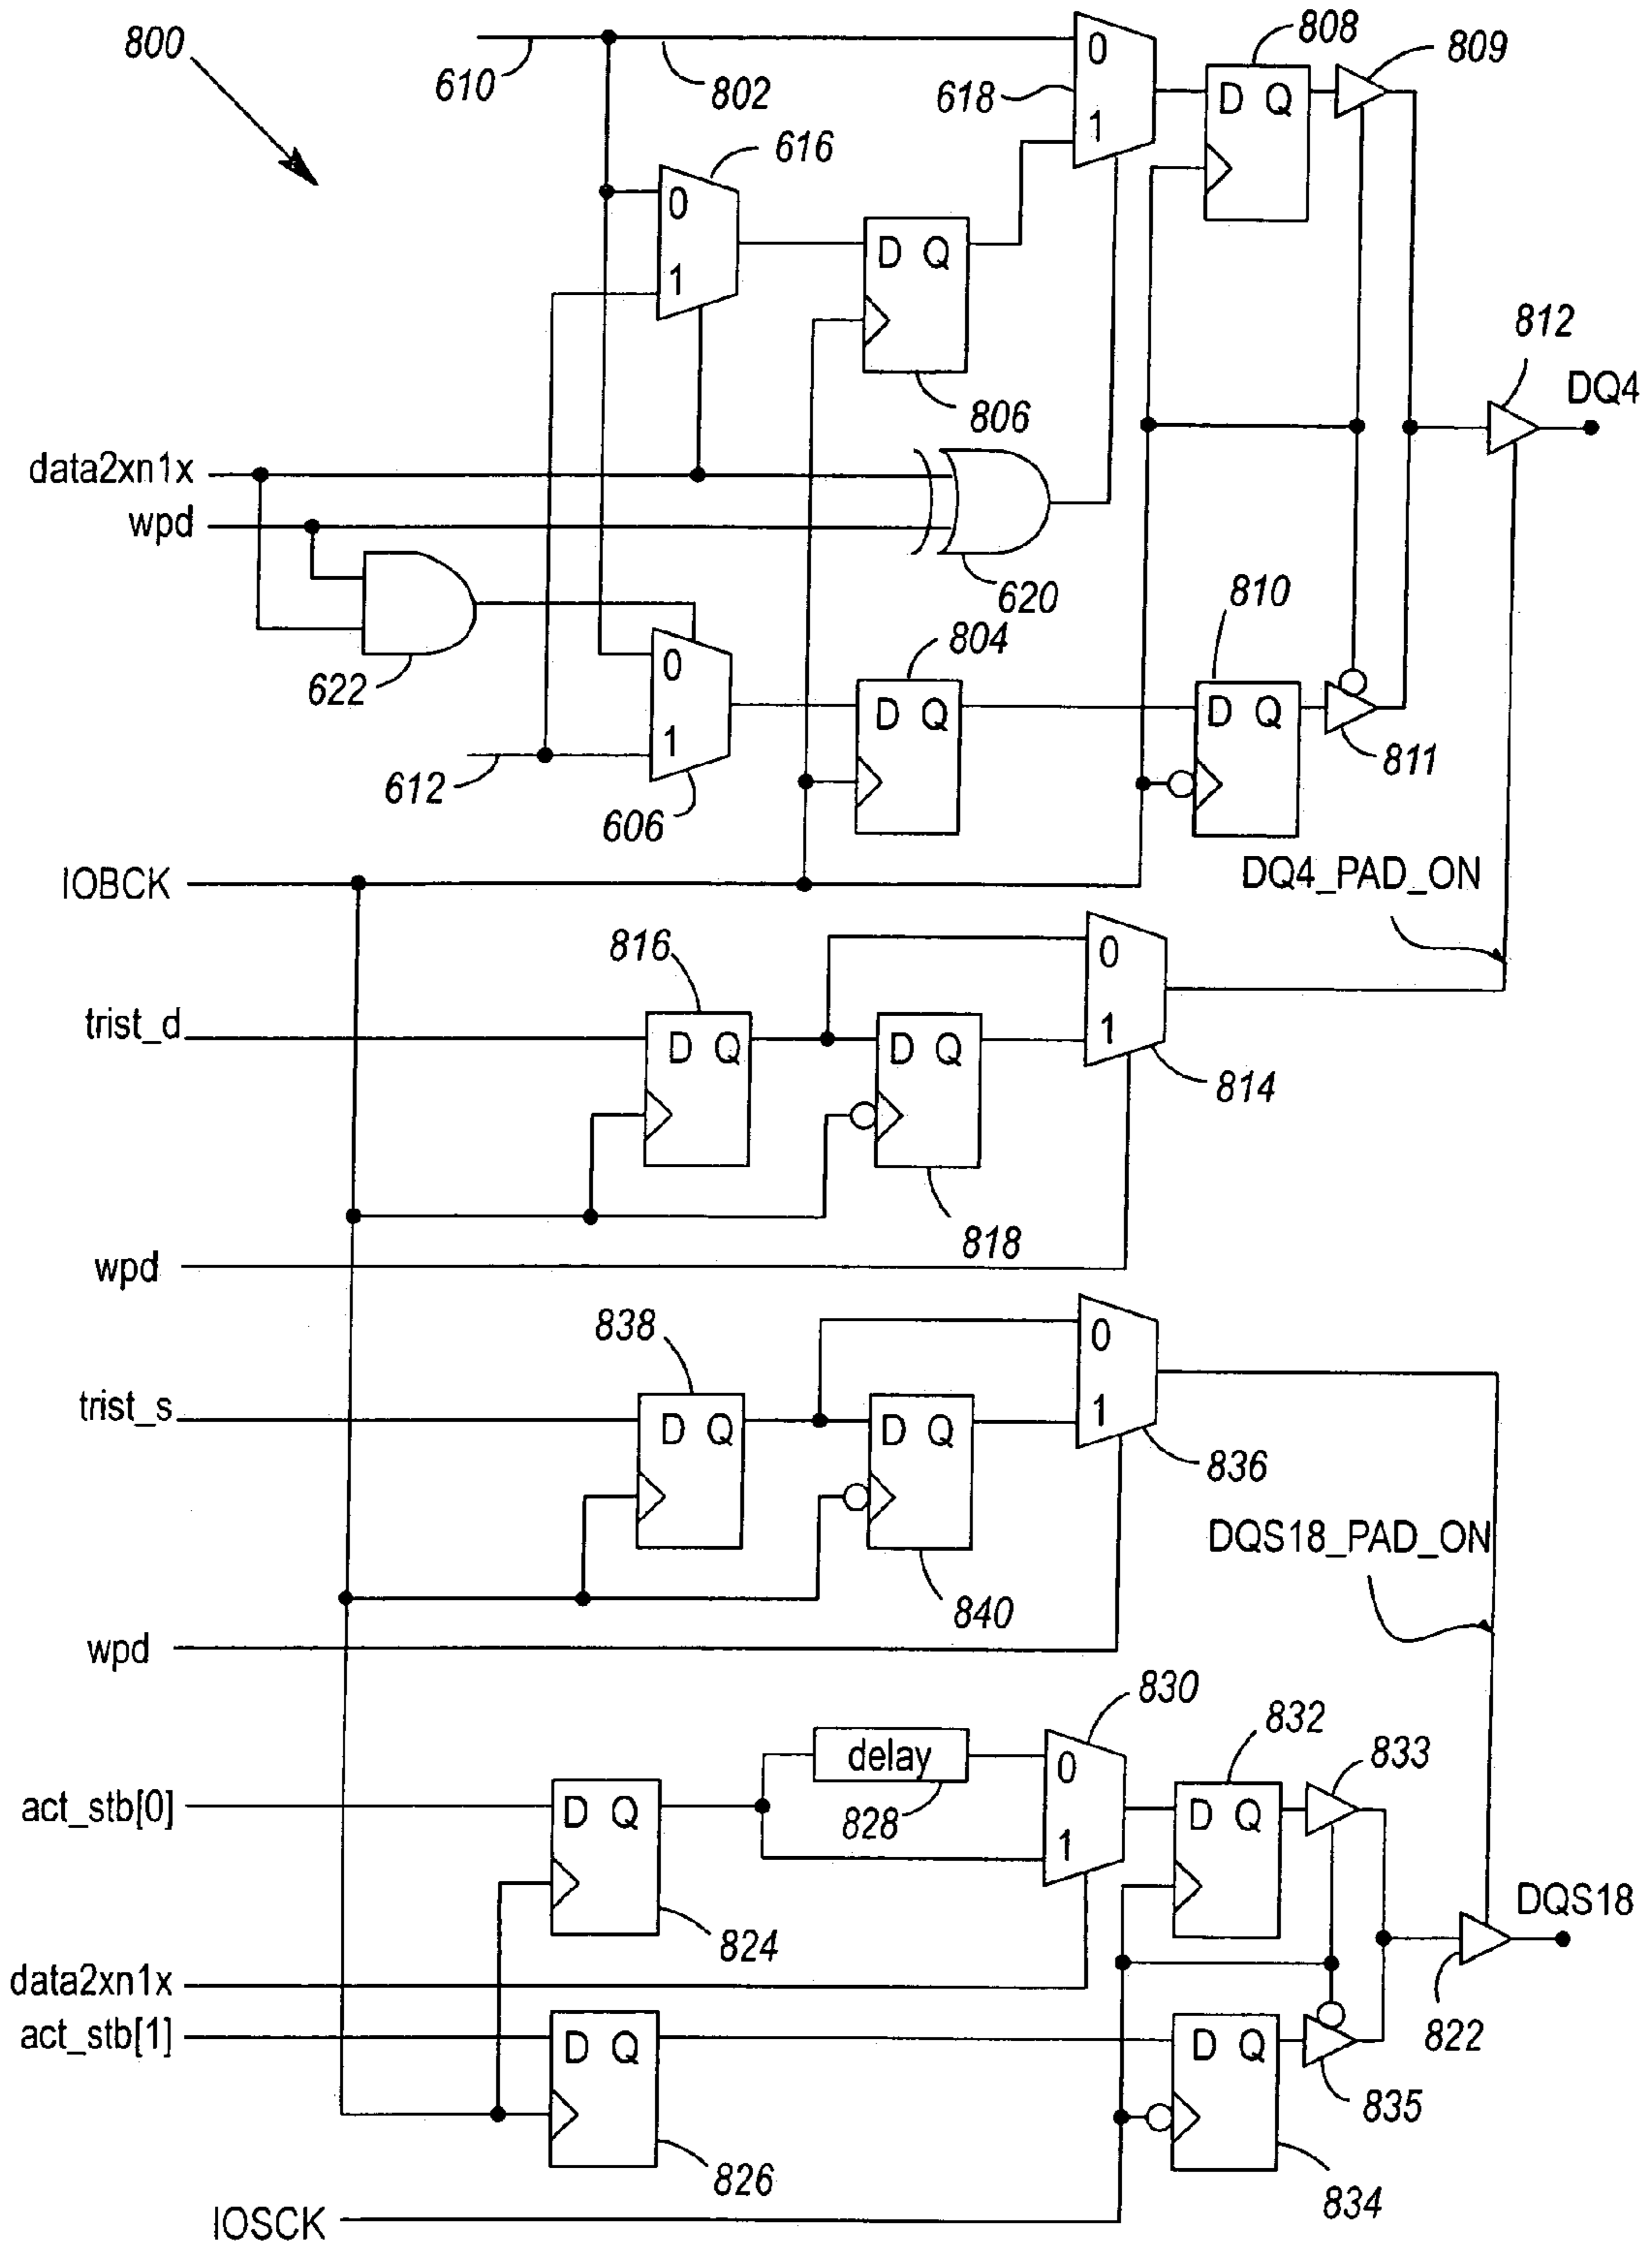 800
610
802
618
0
1
808
D Q
809
616
0
1
D Q
806
812
DQ4
data2xn1x
wpd
620
622
0
1
606
804
D Q
810
D Q
811
612
IOBCK
DQ4_PAD_ON
816
trist_d
D Q
D Q
818
0
1
814
wpd
838
trist_s
D Q
D Q
840
0
1
836
DQS18_PAD_ON
wpd
830
delay
828
0
1
832
D Q
833
act_stb[0]
D Q
824
DQS18
822
data2xn1x
act_stb[1]
D Q
826
D Q
834
835
IOSCK